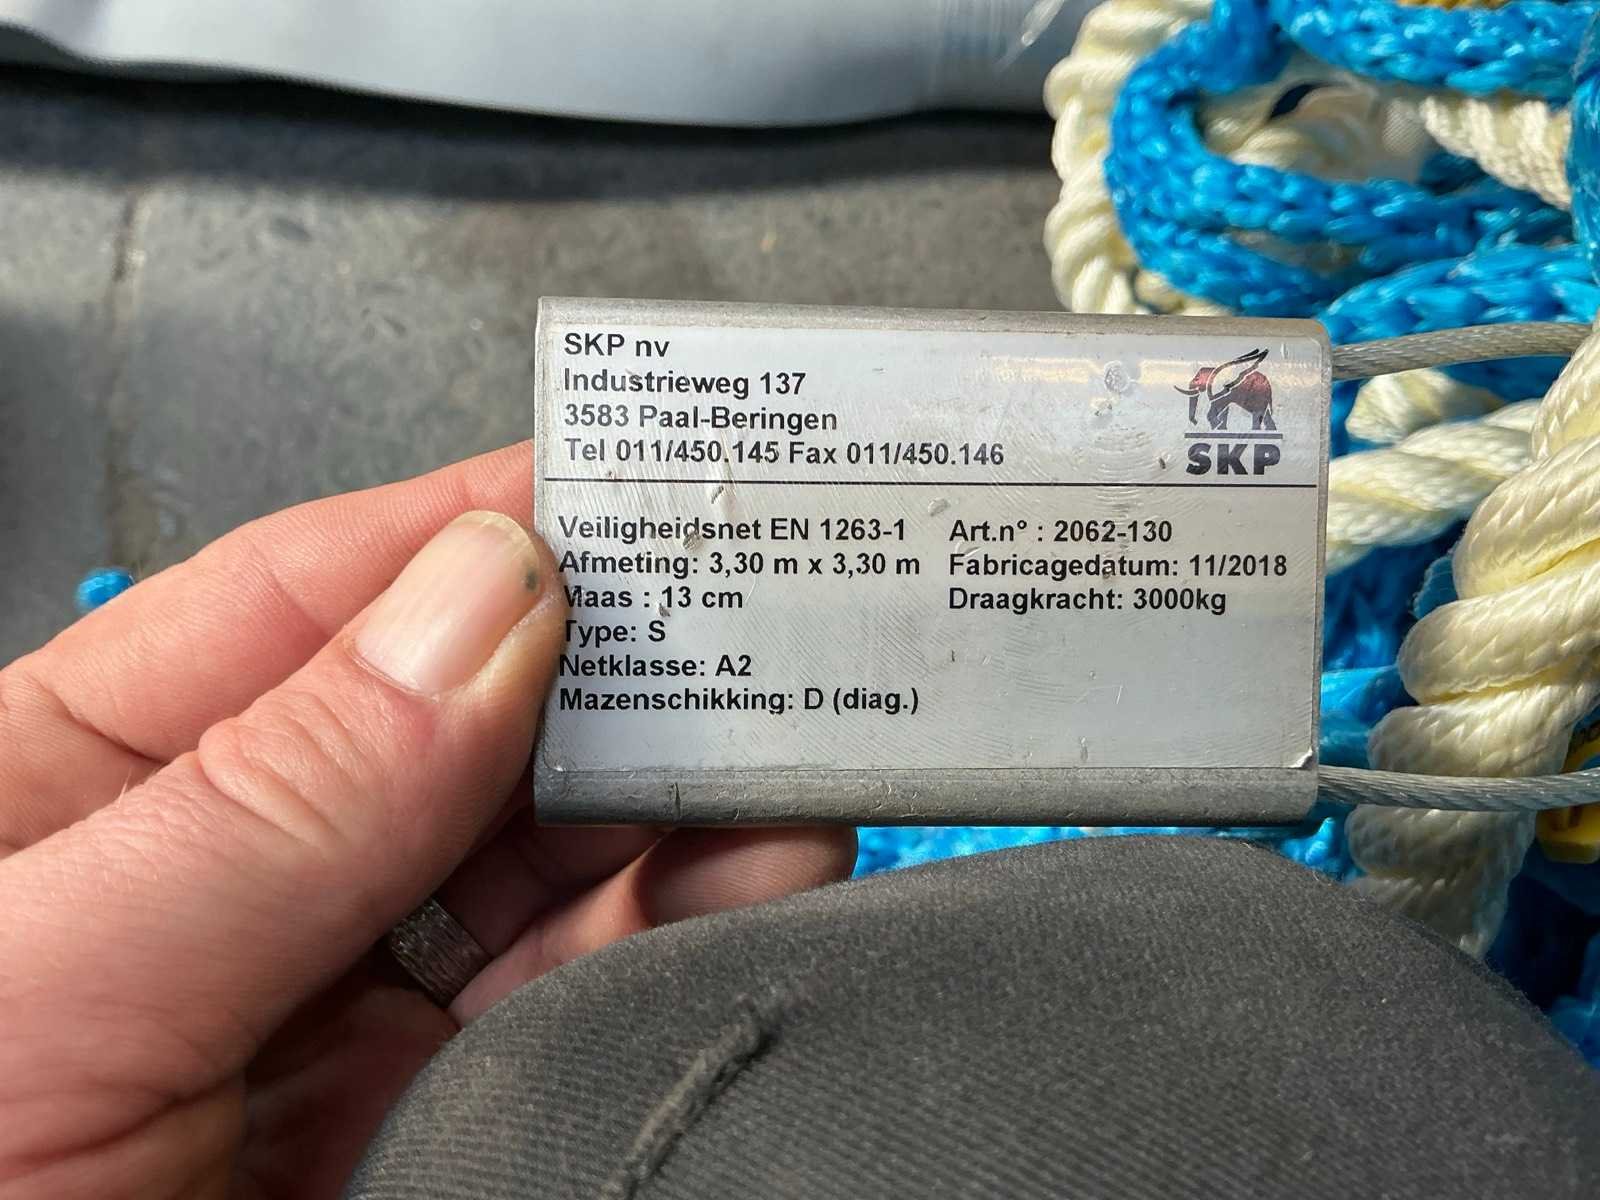 SKP nv
Industrieweg 137
3583 Paal-Beringen
Tel 011/450.145 Fax 011/450.146
SKP
Veiligheidsnet EN 1263-1
Afmeting: 3,30 m x 3,30 m
Maas : 13 cm
Type: S
Netklasse: A2
Mazenschikking: D (diag.)
Art.n° : 2062-130
Fabricagedatum: 11/2018
Draagkracht: 3000kg